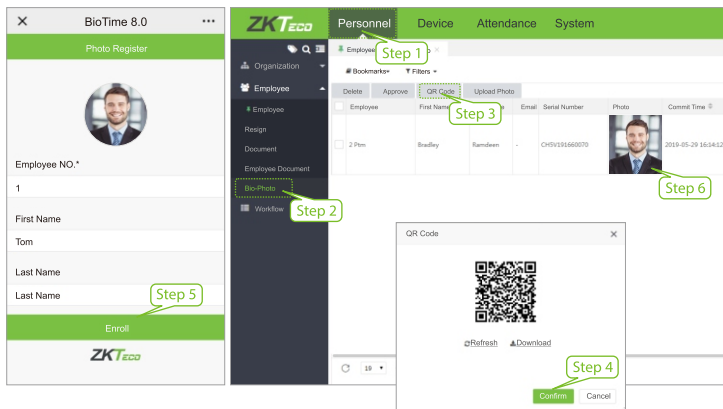 BioTime 8.0
Photo Register
Employee NO.*
1
First Name
Tom
Last Name
Last Name
Step 5
Enroll
ZKTeco
ZKTeco
Personnel Device Attendance System
Step 1
Organization
Employee
Employee
Resign
Document
Employee Document
Bio-Photo
Workflow
Step 2
Employee
Bookmarks Filters
Delete Approve QR Code Upload Photo
Step 3
Employee First Name Email Serial Number Photo Commit Time
2 Ptm Bradley Ramdeen - CH5V191660070 2019-05-29 16:14:12
Step 6
QR Code
Refresh Download
Step 4
Confirm Cancel
19